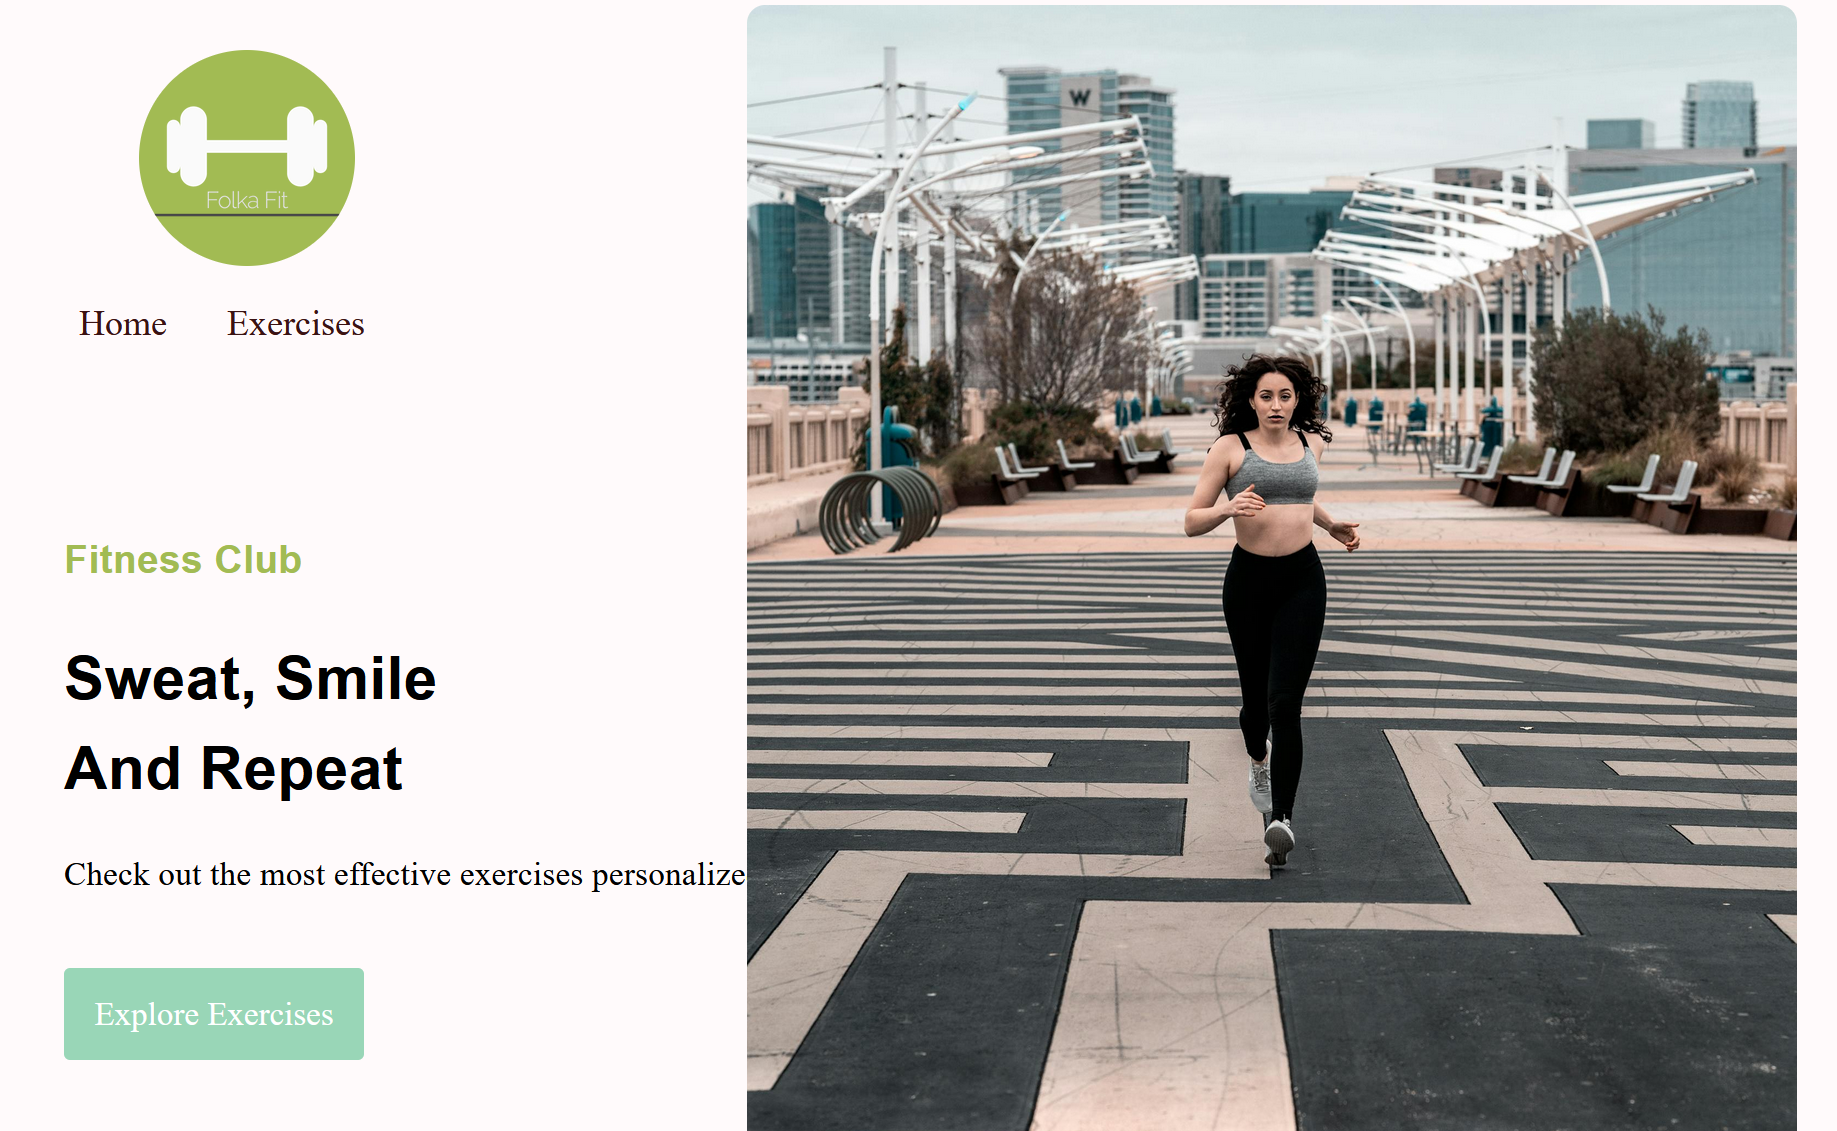 Folka Fit
Home Exercises
Fitness Club
Sweat, Smile
And Repeat
Check out the most effective exercises personalize
Explore Exercises
W